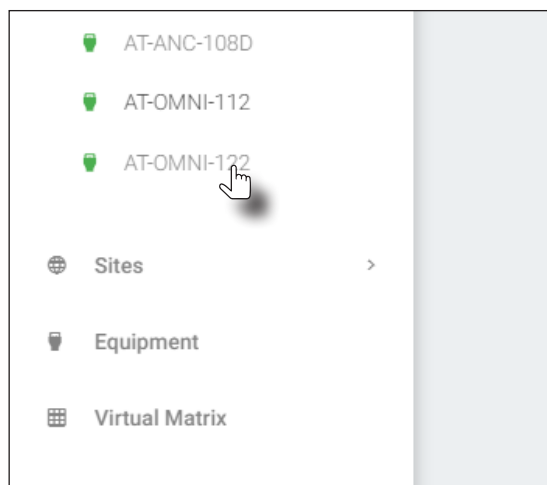 AT-ANC-108D
AT-OMNI-112
AT-OMNI-122
Sites
Equipment
Virtual Matrix